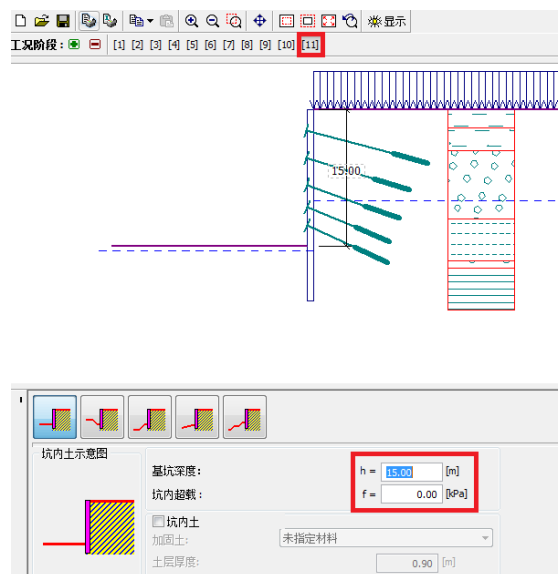 显示
工况阶段: [1] [2] [3] [4] [5] [6] [7] [8] [9] [10] [11]
15.00
坑内土示意图
基坑深度: h = 15.00 [m]
坑内超载: f = 0.00 [kPa]
坑内土
加固土: 未指定材料
土层厚度: 0.90 [m]